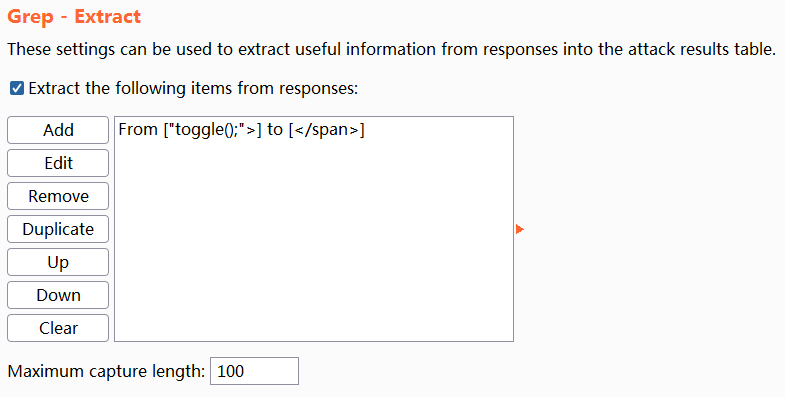 Grep - Extract
These settings can be used to extract useful information from responses into the attack results table.
Extract the following items from responses:
Add
From ["toggle();">] to [</span>]
Edit
Remove
Duplicate
Up
Down
Clear
Maximum capture length: 100